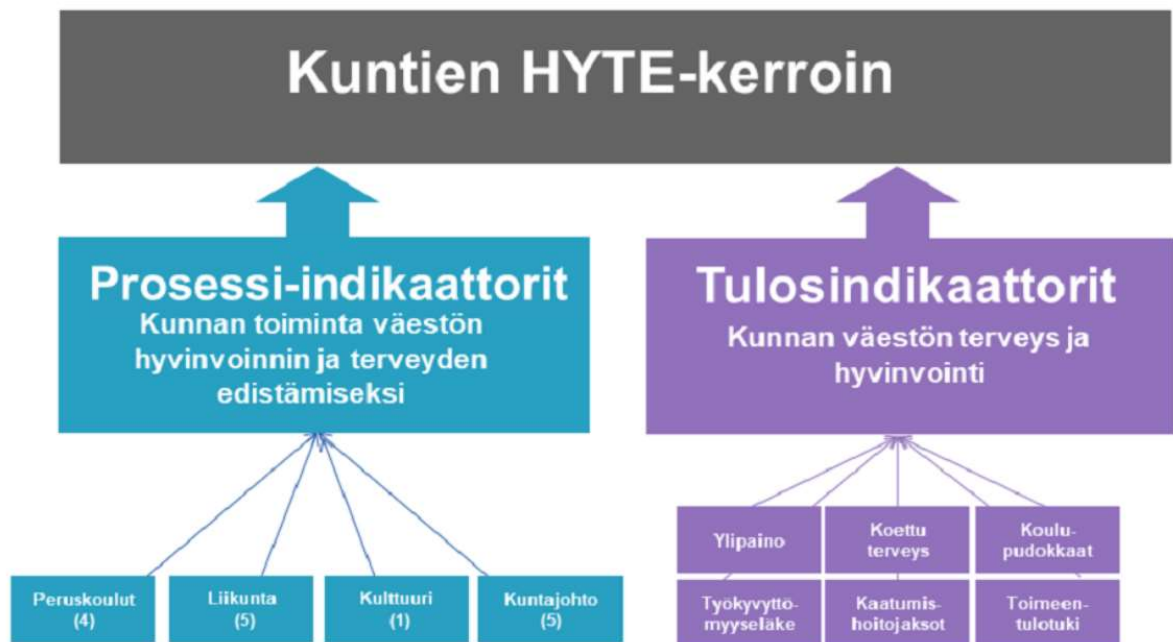 Kuntien HYTE-kerroin
Prosessi-indikaattorit
Kunnan toiminta väestön
hyvinvoinnin ja terveyden
edistämiseksi
Tulosindikaattorit
Kunnan väestön terveys ja
hyvinvointi
Peruskoulut
(4)
Liikunta
(5)
Kulttuuri
(1)
Kuntajohto
(5)
Ylipaino
Koettu
terveys
Koulu-
pudokkaat
Työkyvyttö-
myyseläke
Kaatumis-
hoitojaksot
Toimeen-
tulotuki